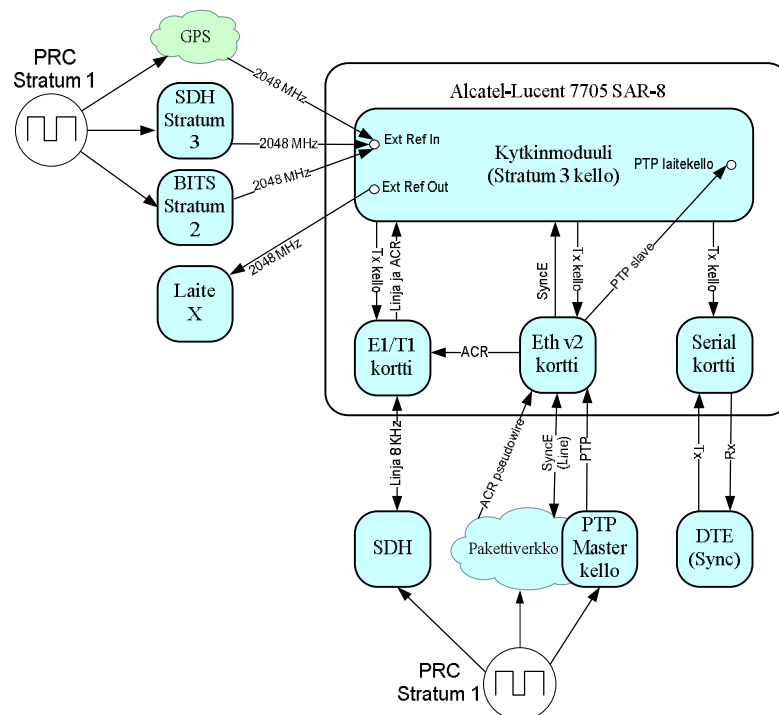 GPS
PRC
Stratum 1
2048 MHz
SDH
Stratum
3
2048 MHz
BITS
Stratum
2
2048 MHz
Laite
X
2048 MHz
Alcatel-Lucent 7705 SAR-8
Ext Ref In
Ext Ref Out
Kytkinmoduuli
(Stratum 3 kello)
PTP laitekello
Tx kello
Linja ja ACR
SyncE
Tx kello
PTP slave
Tx kello
E1/T1
kortti
ACR
Eth v2
kortti
Serial
kortti
Linja 8 KHz
ACR pseudowire
SyncE
(Line)
PTP
Tx
Rx
SDH
Pakettiverkko
PTP
Master
kello
DTE
(Sync)
PRC
Stratum 1